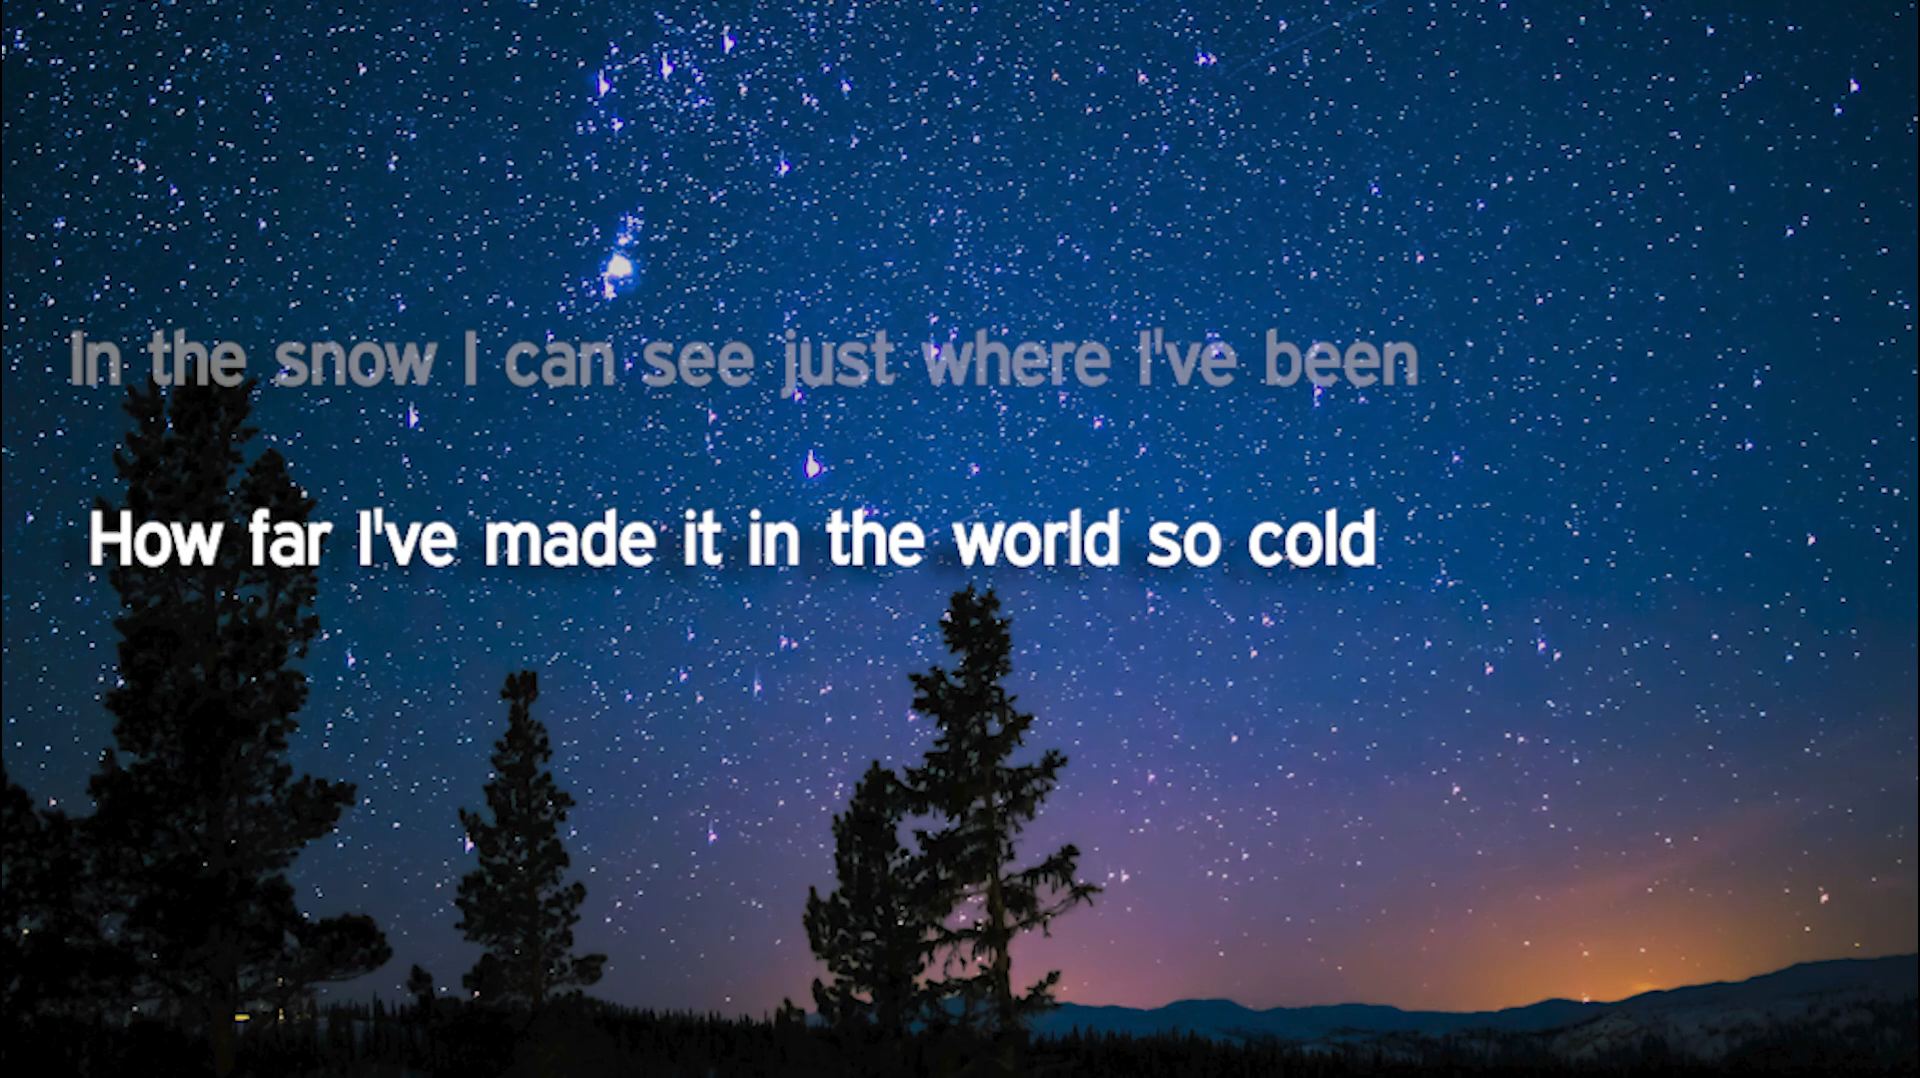 In the snow I can see just where I've been
How far I've made it in the world so cold